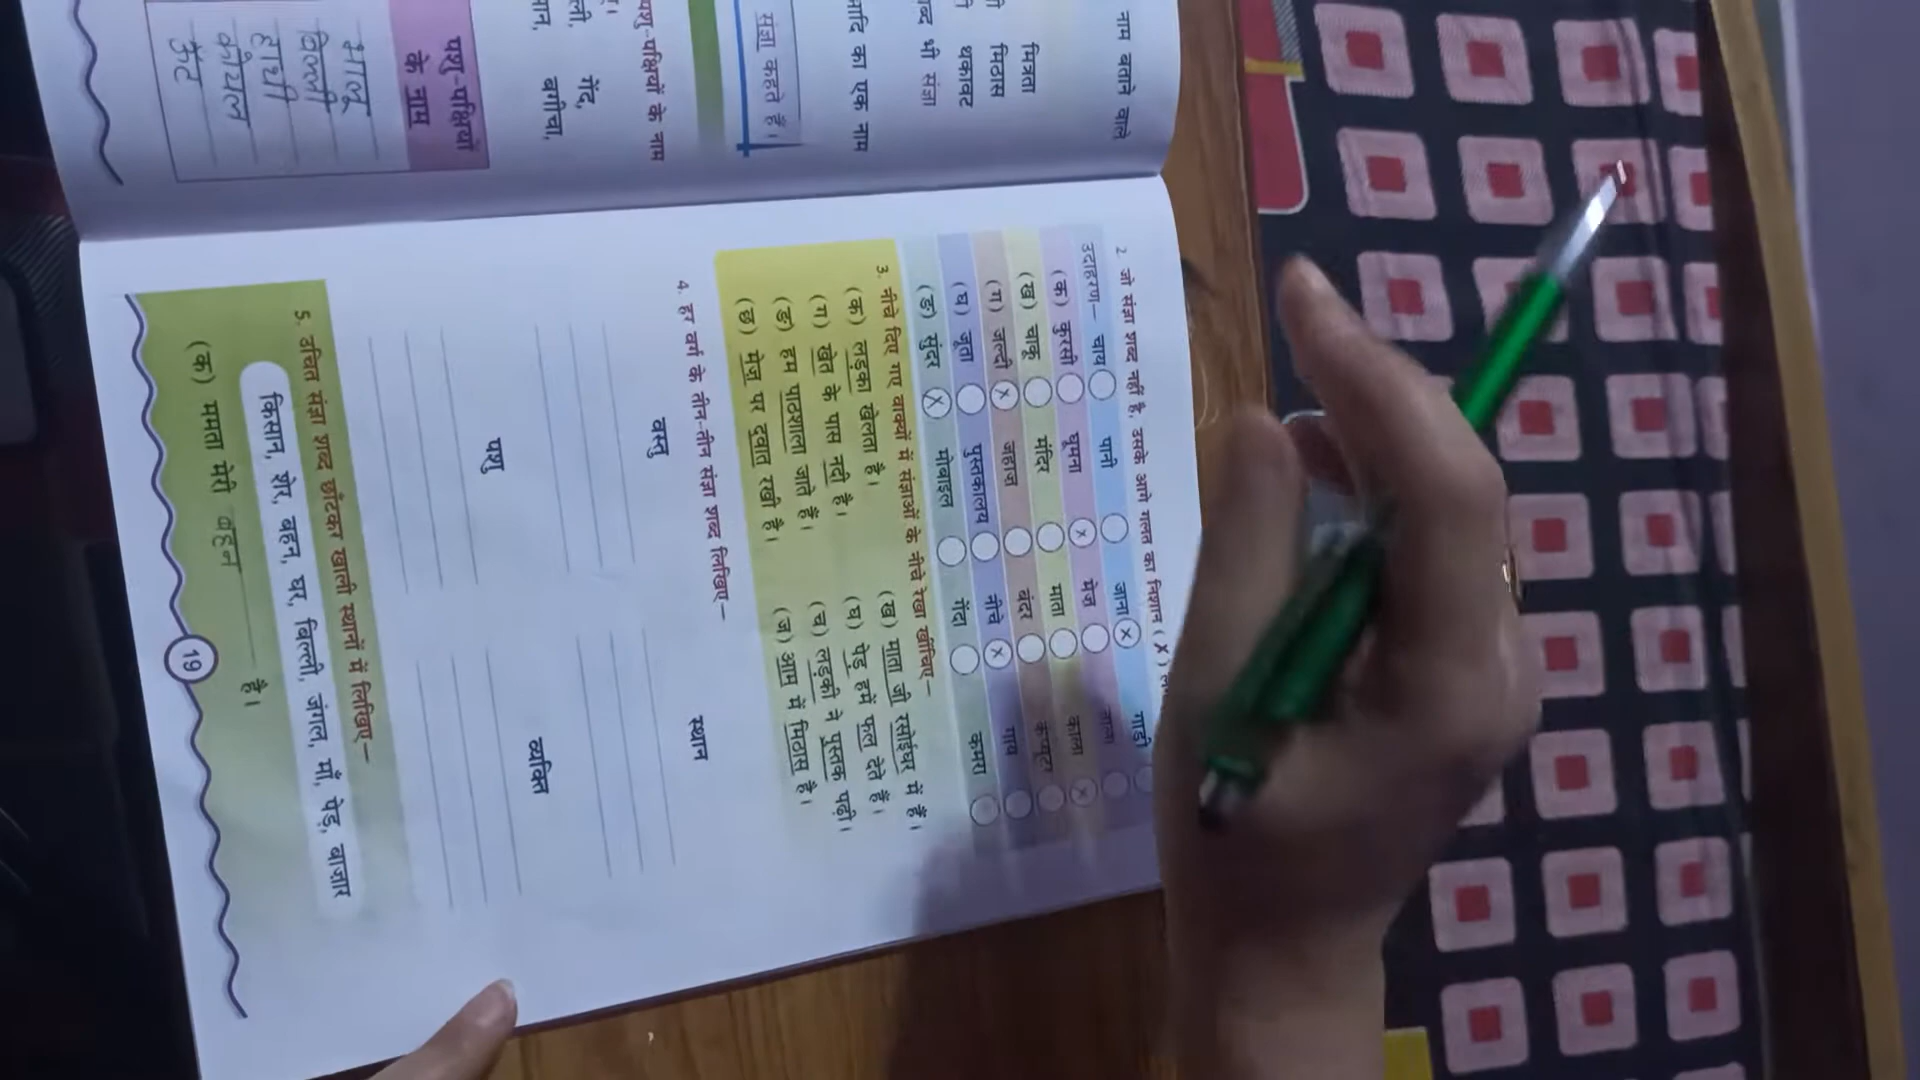 नाम बताने वाले
मित्रता
मिठास
थकावट
शब्द भी संज्ञा
आदि का एक नाम
संज्ञा कहते हैं।
पशु-पक्षियों के नाम
गेंद,
बगीचा,
पशु-पक्षियों
के नाम
भालू
बिल्ली
हाथी
कोयल
ऊँट
2. जो संज्ञा शब्द नहीं है, उसके आगे गलत का निशान ( ✗ )
उदाहरण— चाय पानी जाना × गाड़ी
(क) कुरसी घूमना × मेज़
(ख) चाकू मंदिर माता काला ×
(ग) जल्दी × जहाज बंदर कंप्यूटर
(घ) जूता पुस्तकालय नीचे × गाय
(ङ) सुंदर × मोबाइल गेंदा कमरा
3. नीचे दिए गए वाक्यों में संज्ञाओं के नीचे रेखा खींचिए—
(क) लड़का खेलता है। (ख) माता जी रसोईघर में हैं।
(ग) खेत के पास नदी है। (घ) पेड़ हमें फल देते हैं।
(ङ) हम पाठशाला जाते हैं। (च) लड़की ने पुस्तक पढ़ी।
(छ) मेज़ पर दवात रखी है। (ज) आम में मिठास है।
4. हर वर्ग के तीन-तीन संज्ञा शब्द लिखिए—
वस्तु स्थान
पशु व्यक्ति
5. उचित संज्ञा शब्द छाँटकर खाली स्थानों में लिखिए—
किसान, शेर, बहन, घर, बिल्ली, जंगल, माँ, पेड़, बाज़ार
(क) ममता मेरी बहन है।
19